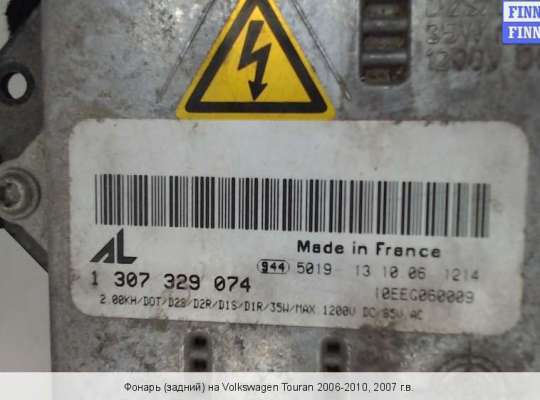 FINN
FINN
35W
1200V
AL
Made in France
944 5019 13 10 06 1214
1 307 329 074
10EEG060009
2.00KH/DOT/D2S/D2R/D1S/D1R/35W/MAX 1200V DC/85V AC
Фонарь (задний) на Volkswagen Touran 2006-2010, 2007 г.в.